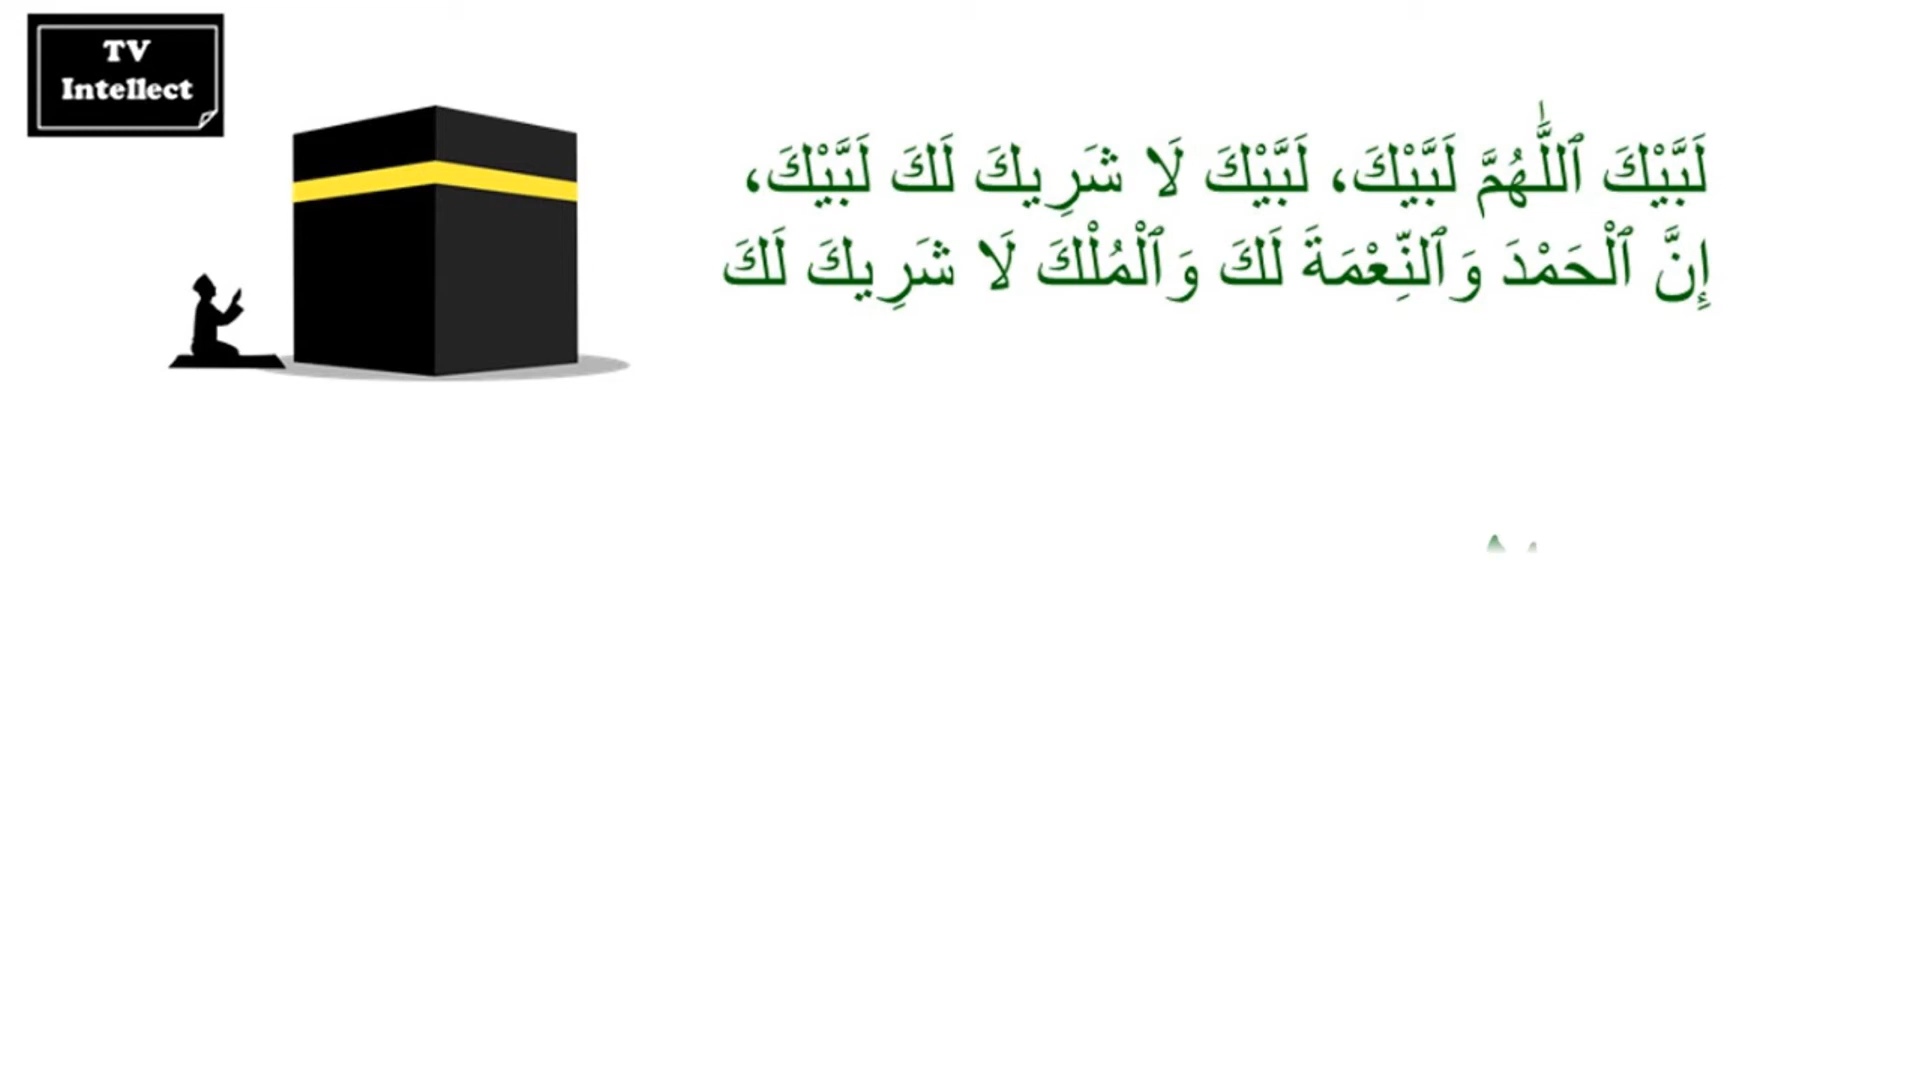 TV
Intellect
لَبَّيْكَ ٱللَّٰهُمَّ لَبَّيْكَ، لَبَّيْكَ لَا شَرِيكَ لَكَ لَبَّيْكَ،
إِنَّ ٱلْحَمْدَ وَٱلنِّعْمَةَ لَكَ وَٱلْمُلْكَ لَا شَرِيكَ لَكَ